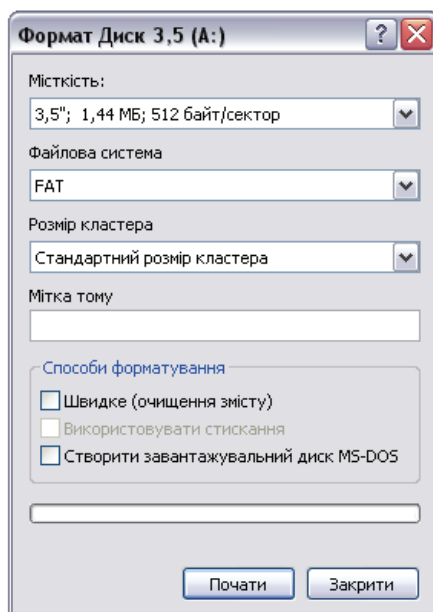 Формат Диск 3,5 (A:)
Місткість:
3,5"; 1,44 МБ; 512 байт/сектор
Файлова система
FAT
Розмір кластера
Стандартний розмір кластера
Мітка тому
Способи форматування
Швидке (очищення змісту)
Використовувати стискання
Створити завантажувальний диск MS-DOS
Почати
Закрити